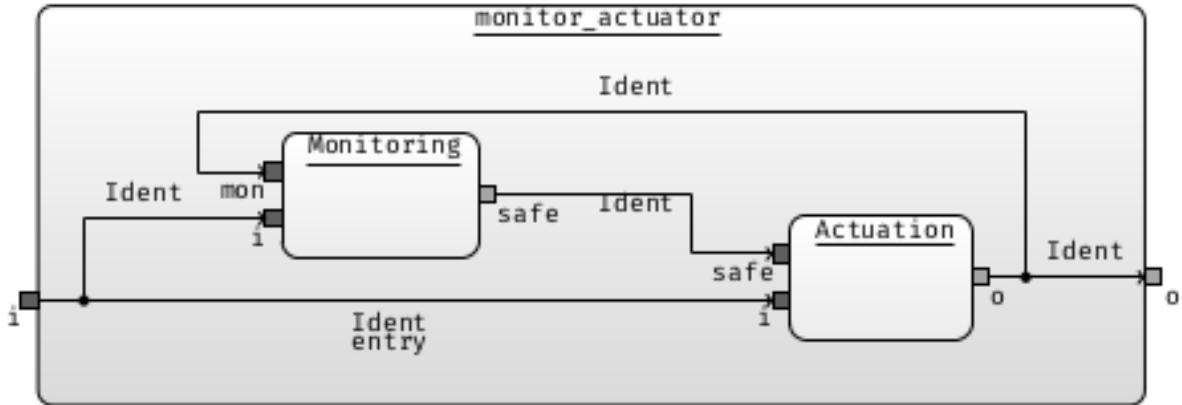 monitor_actuator
Ident
Monitoring
Ident
mon
i
safe
Ident
Actuation
safe
i
o
Ident
i
o
Ident
entry